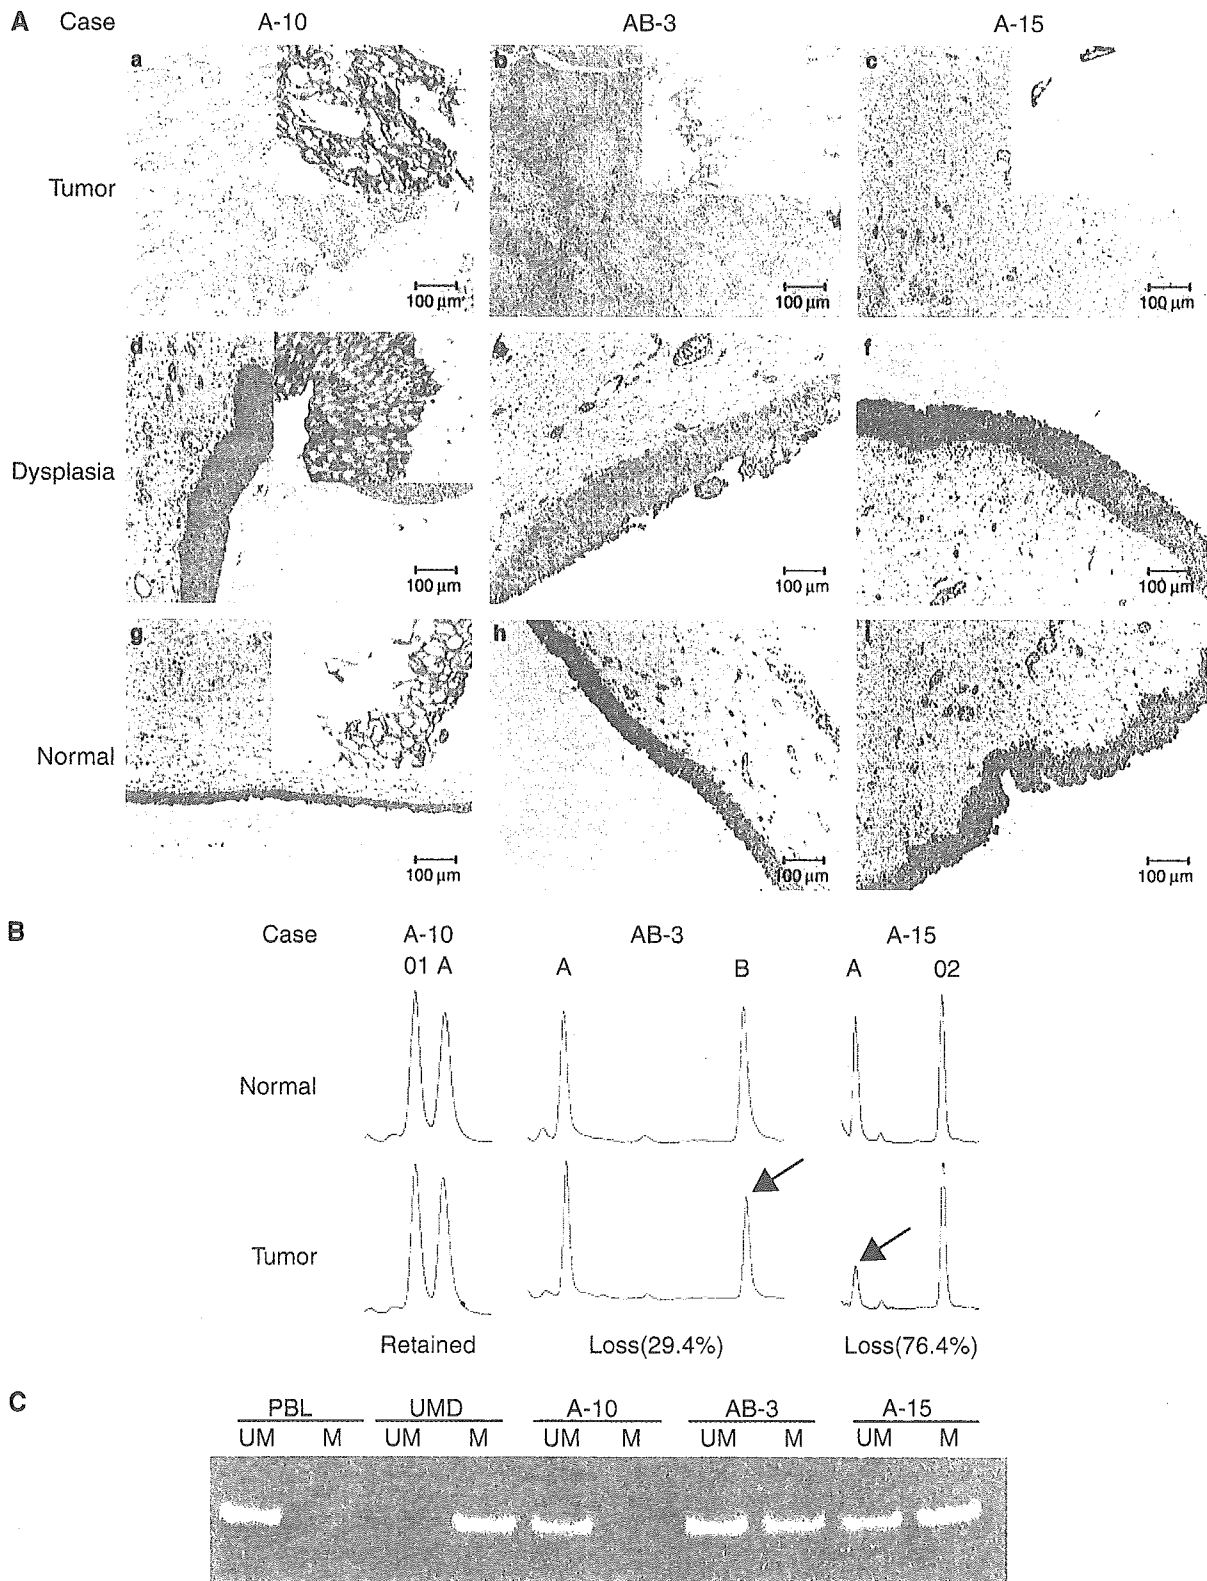 A Case A-10 AB-3 A-15
a b c
Tumor
100 µm 100 µm 100 µm
d f
Dysplasia
100 µm 100 µm 100 µm
g h i
Normal
100 µm 100 µm 100 µm
B Case A-10 AB-3 A-15
01 A A B A 02
Normal
Tumor
Retained Loss(29.4%) Loss(76.4%)
C PBL UMD A-10 AB-3 A-15
UM M UM M UM M UM M UM M